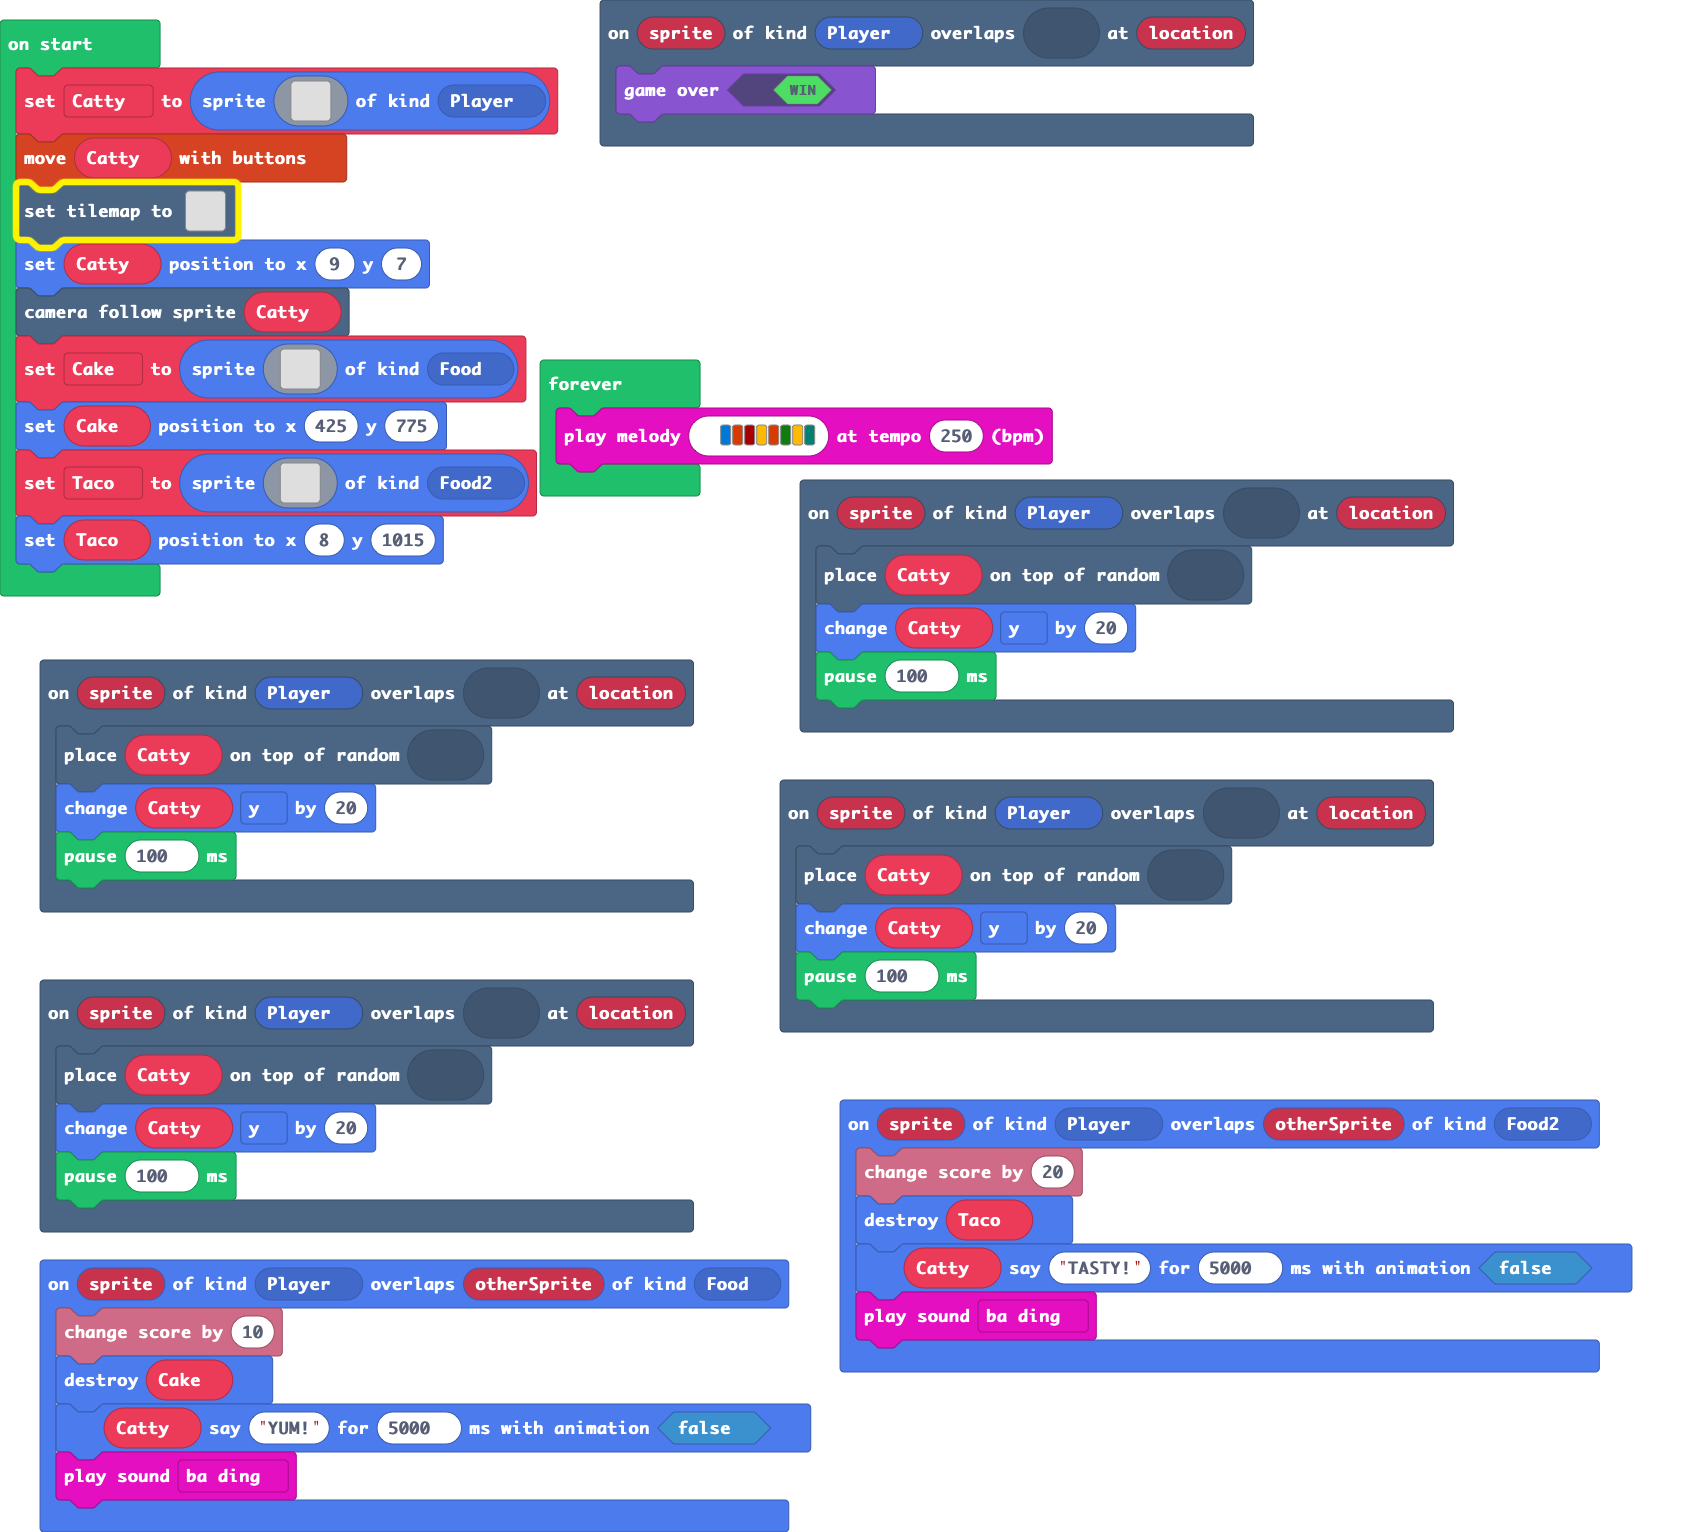 on start
set Catty to sprite of kind Player
move Catty with buttons
set tilemap to
set Catty position to x 9 y 7
camera follow sprite Catty
set Cake to sprite of kind Food
set Cake position to x 425 y 775
set Taco to sprite of kind Food2
set Taco position to x 8 y 1015
on sprite of kind Player overlaps at location
game over WIN
forever
play melody at tempo 250 (bpm)
on sprite of kind Player overlaps at location
place Catty on top of random
change Catty y by 20
pause 100 ms
on sprite of kind Player overlaps at location
place Catty on top of random
change Catty y by 20
pause 100 ms
on sprite of kind Player overlaps at location
place Catty on top of random
change Catty y by 20
pause 100 ms
on sprite of kind Player overlaps at location
place Catty on top of random
change Catty y by 20
pause 100 ms
on sprite of kind Player overlaps otherSprite of kind Food2
change score by 20
destroy Taco
Catty say "TASTY!" for 5000 ms with animation false
play sound ba ding
on sprite of kind Player overlaps otherSprite of kind Food
change score by 10
destroy Cake
Catty say "YUM!" for 5000 ms with animation false
play sound ba ding